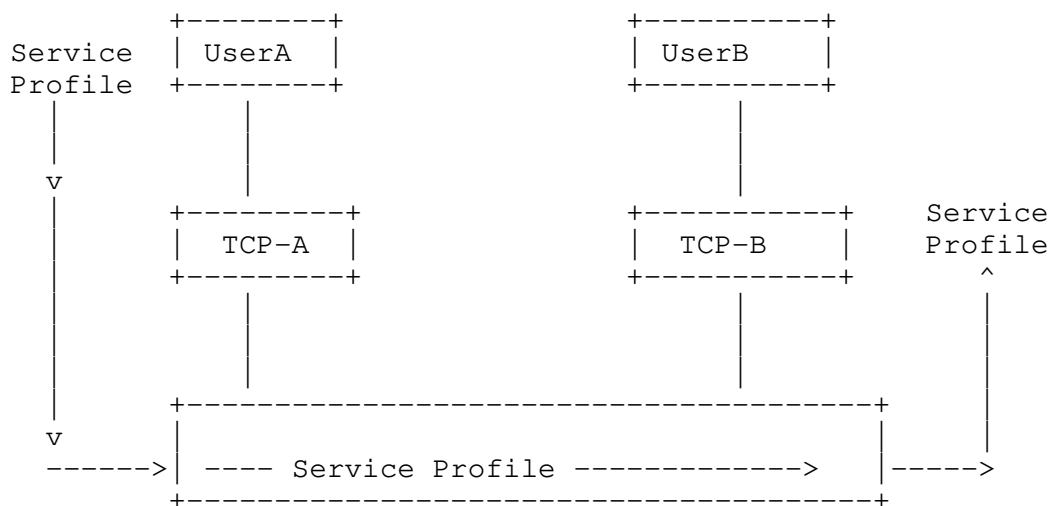 Service UserA UserB
Profile
v
TCP-A TCP-B Service
Profile
^
v
------> ---- Service Profile -------------> ----->